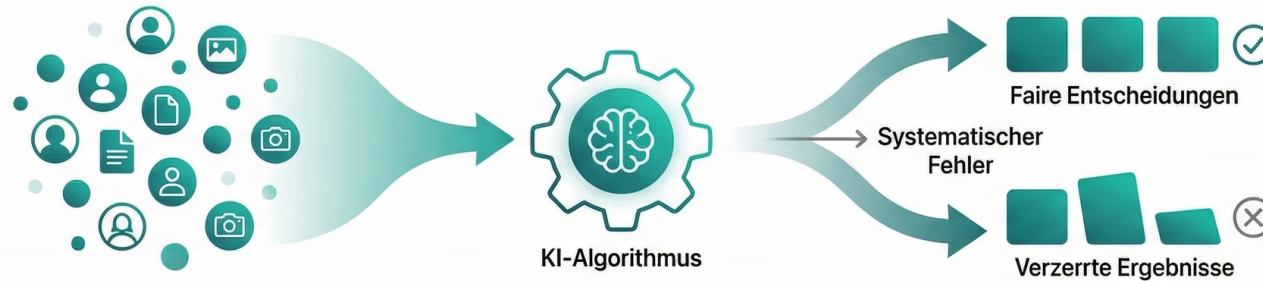 Faire Entscheidungen
Systematischer
Fehler
KI-Algorithmus
Verzerrte Ergebnisse